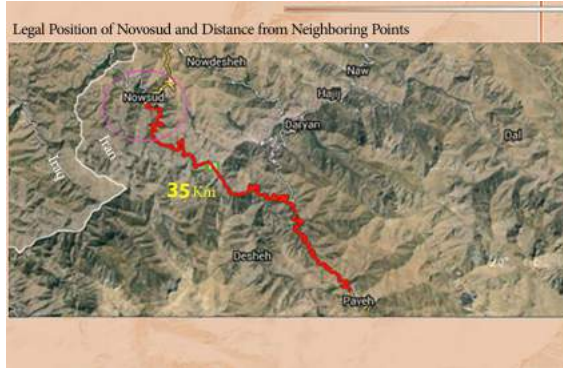 Legal Position of Novosud and Distance from Neighboring Points
Nowdesheh
Naw
Nowsud
Hajij
Daryan
Dal
Iran
Iraq
35 Km
Desheh
Paveh